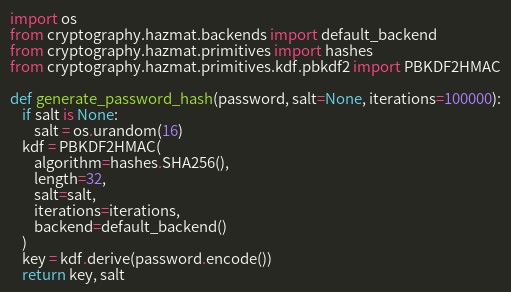 import os
from cryptography.hazmat.backends import default_backend
from cryptography.hazmat.primitives import hashes
from cryptography.hazmat.primitives.kdf.pbkdf2 import PBKDF2HMAC

def generate_password_hash(password, salt=None, iterations=100000):
    if salt is None:
        salt = os.urandom(16)
    kdf = PBKDF2HMAC(
        algorithm=hashes.SHA256(),
        length=32,
        salt=salt,
        iterations=iterations,
        backend=default_backend()
    )
    key = kdf.derive(password.encode())
    return key, salt